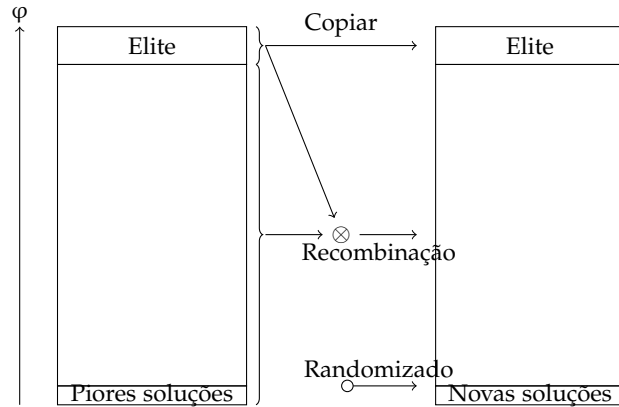 φ
Copiar
Elite
Elite
Recombinação
Randomizado
Piores soluções
Novas soluções